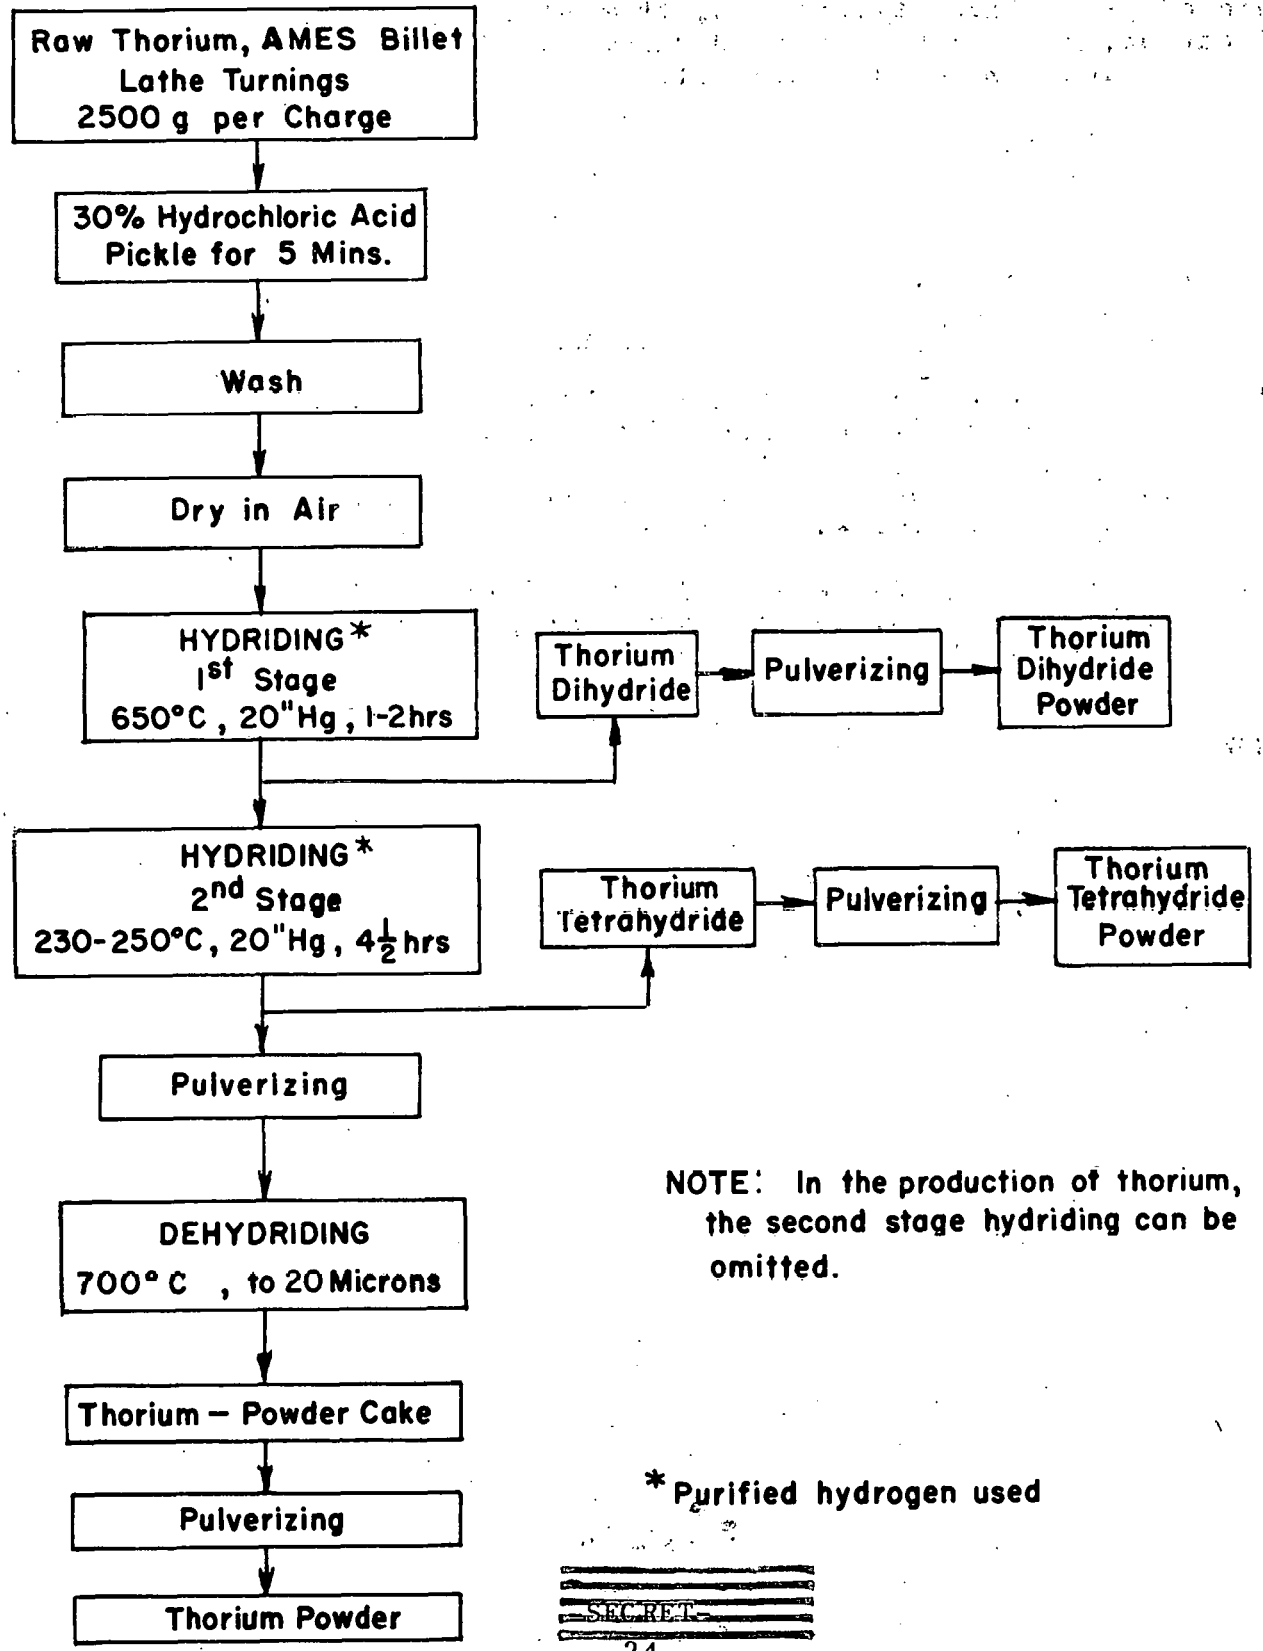 Raw Thorium, AMES Billet
Lathe Turnings
2500 g per Charge
30% Hydrochloric Acid
Pickle for 5 Mins.
Wash
Dry in Air
HYDRIDING*
1st Stage
650°C, 20"Hg, 1-2hrs
Thorium
Dihydride
Pulverizing
Thorium
Dihydride
Powder
HYDRIDING*
2nd Stage
230-250°C, 20"Hg, 4½hrs
Thorium
Tetrahydride
Pulverizing
Thorium
Tetrahydride
Powder
Pulverizing
DEHYDRIDING
700°C , to 20 Microns
Thorium – Powder Cake
Pulverizing
Thorium Powder
NOTE: In the production of thorium,
the second stage hydriding can be
omitted.
*Purified hydrogen used
-SECRET-
24